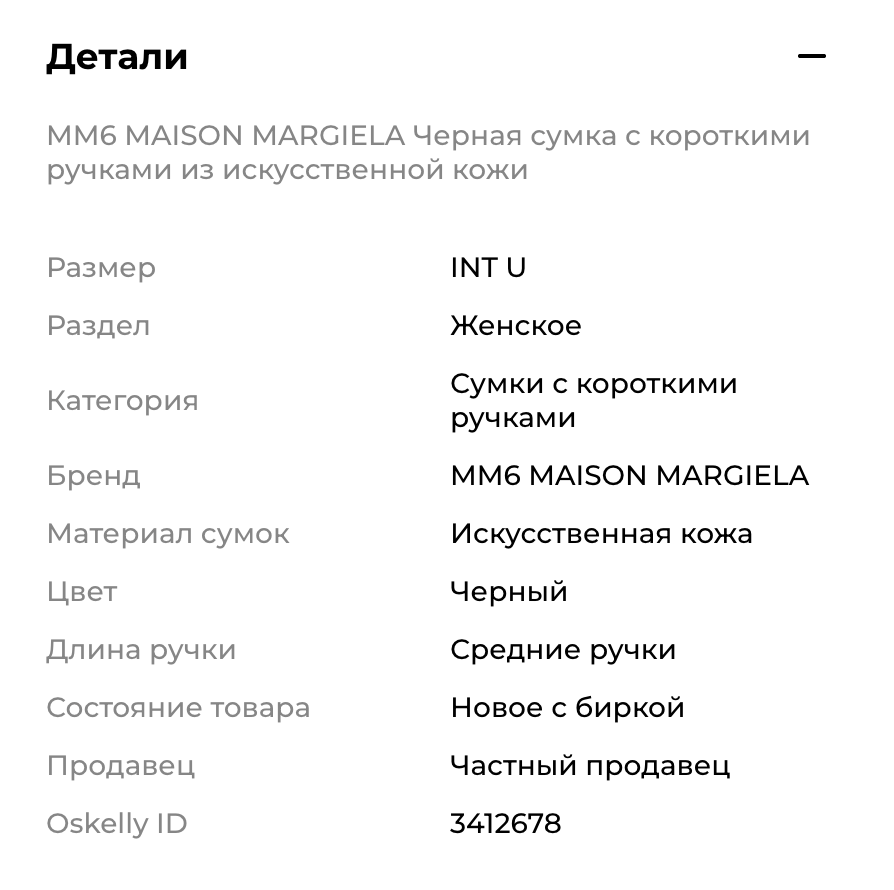 Детали
MM6 MAISON MARGIELA Черная сумка с короткими
ручками из искусственной кожи
Размер INT U
Раздел Женское
Категория Сумки с короткими
ручками
Бренд MM6 MAISON MARGIELA
Материал сумок Искусственная кожа
Цвет Черный
Длина ручки Средние ручки
Состояние товара Новое с биркой
Продавец Частный продавец
Oskelly ID 3412678